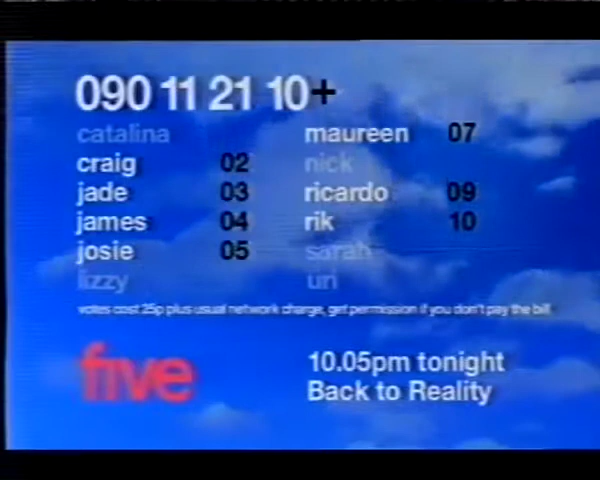 090 11 21 10+
catalina
craig 02
jade 03
james 04
josie 05
lizzy
maureen 07
nick
ricardo 09
rik 10
sarah
uri
votes cost 25p plus usual network charge, get permission if you don't pay the bill
five
10.05pm tonight
Back to Reality